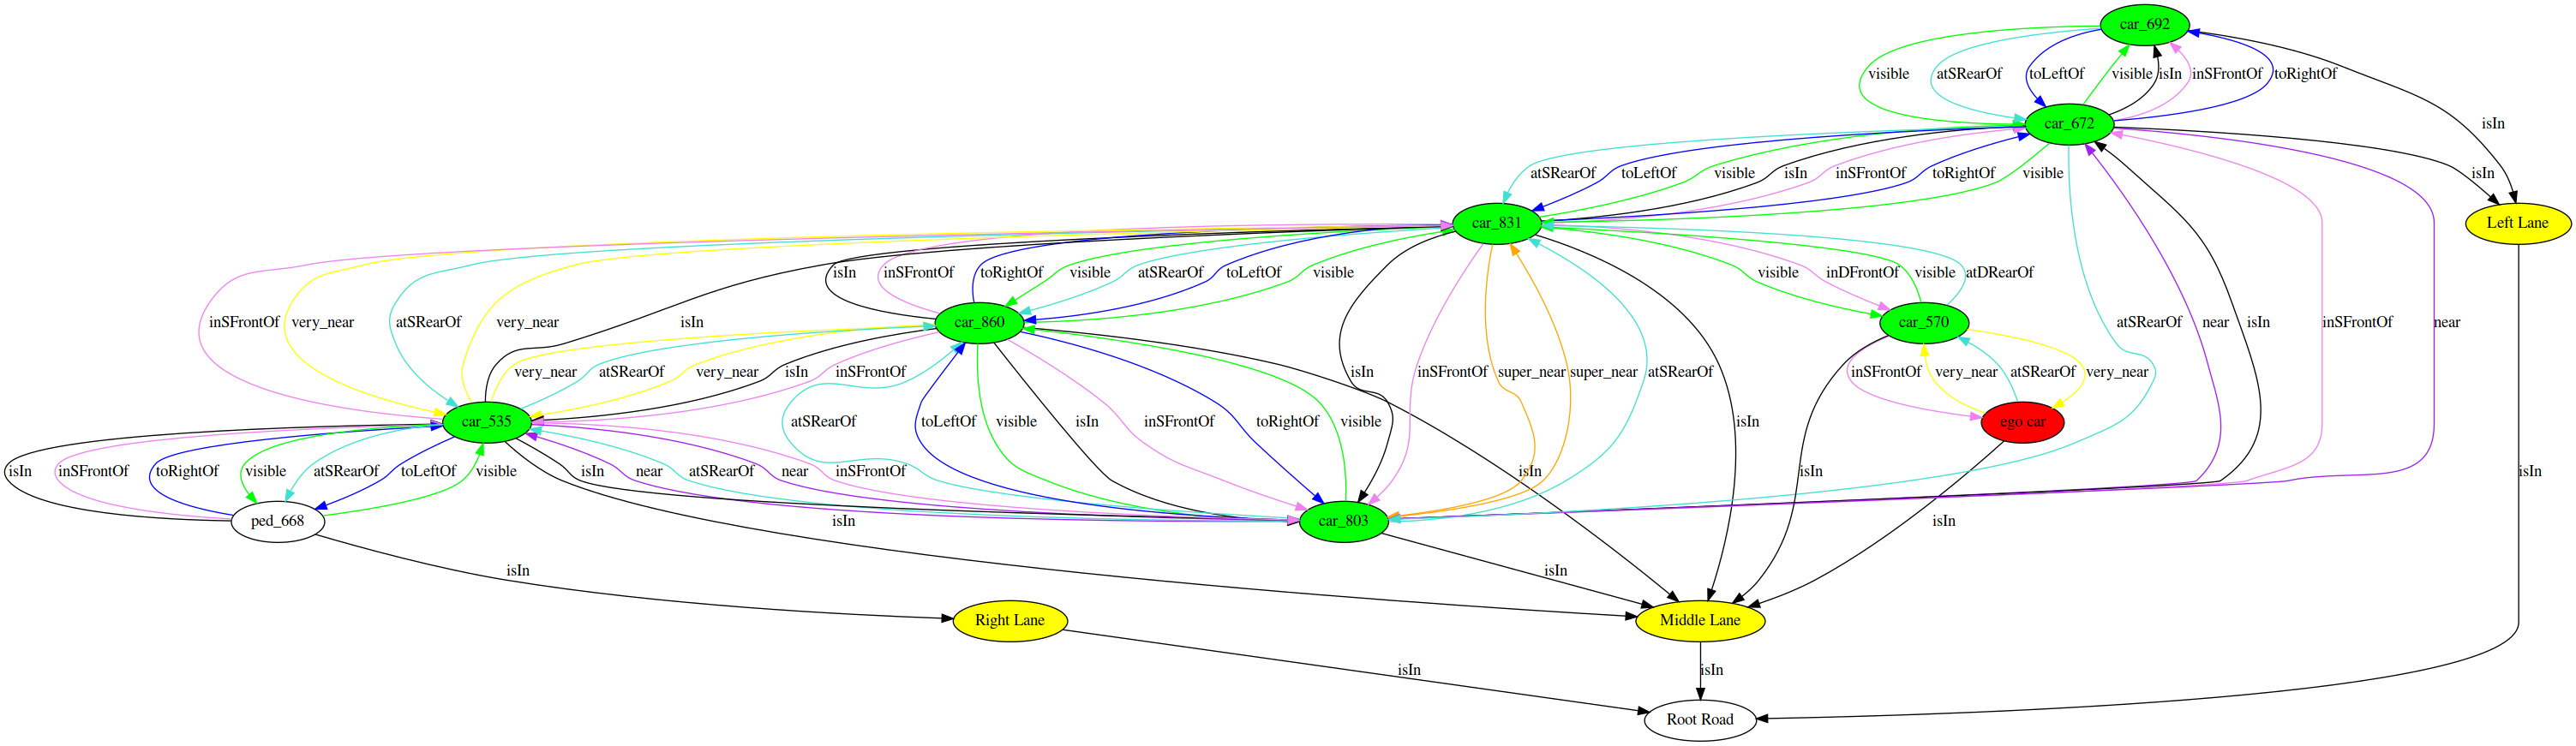 car_692
visible atSRearOf toLeftOf visible isIn inSFrontOf toRightOf
car_672
isIn
atSRearOf toLeftOf visible isIn inSFrontOf toRightOf visible isIn
car_831
Left Lane
isIn inSFrontOf toRightOf visible atSRearOf toLeftOf visible visible inDFrontOf visible atDRearOf
inSFrontOf very_near atSRearOf very_near isIn car_860 car_570 atSRearOf near isIn inSFrontOf near
very_near atSRearOf very_near isIn inSFrontOf isIn inSFrontOf super_near super_near atSRearOf inSFrontOf very_near atSRearOf very_near
car_535 atSRearOf toLeftOf visible isIn inSFrontOf toRightOf visible isIn ego car
isIn inSFrontOf toRightOf visible atSRearOf toLeftOf visible isIn near atSRearOf near inSFrontOf isIn isIn isIn
ped_668 isIn car_803 isIn
isIn isIn
Right Lane Middle Lane
isIn isIn
Root Road